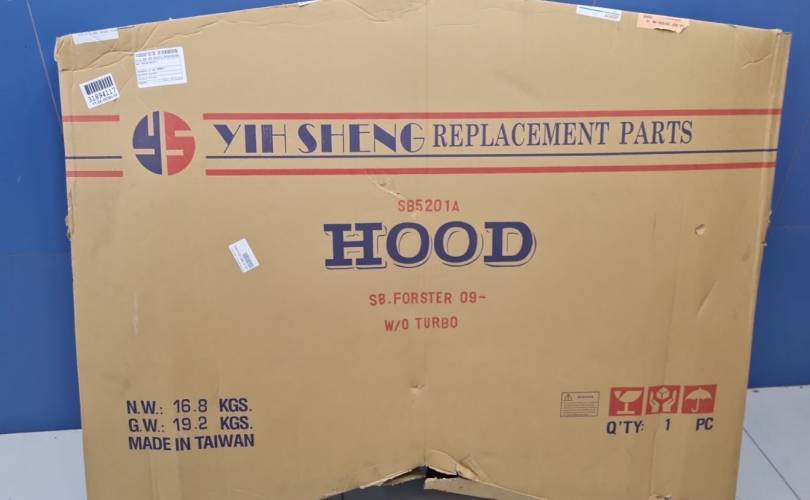 31694117
YS YIH SHENG REPLACEMENT PARTS
SB5201A
HOOD
SB.FORSTER 09-
W/O TURBO
N.W.: 16.8 KGS.
G.W.: 19.2 KGS.
MADE IN TAIWAN
Q'TY: 1 PC